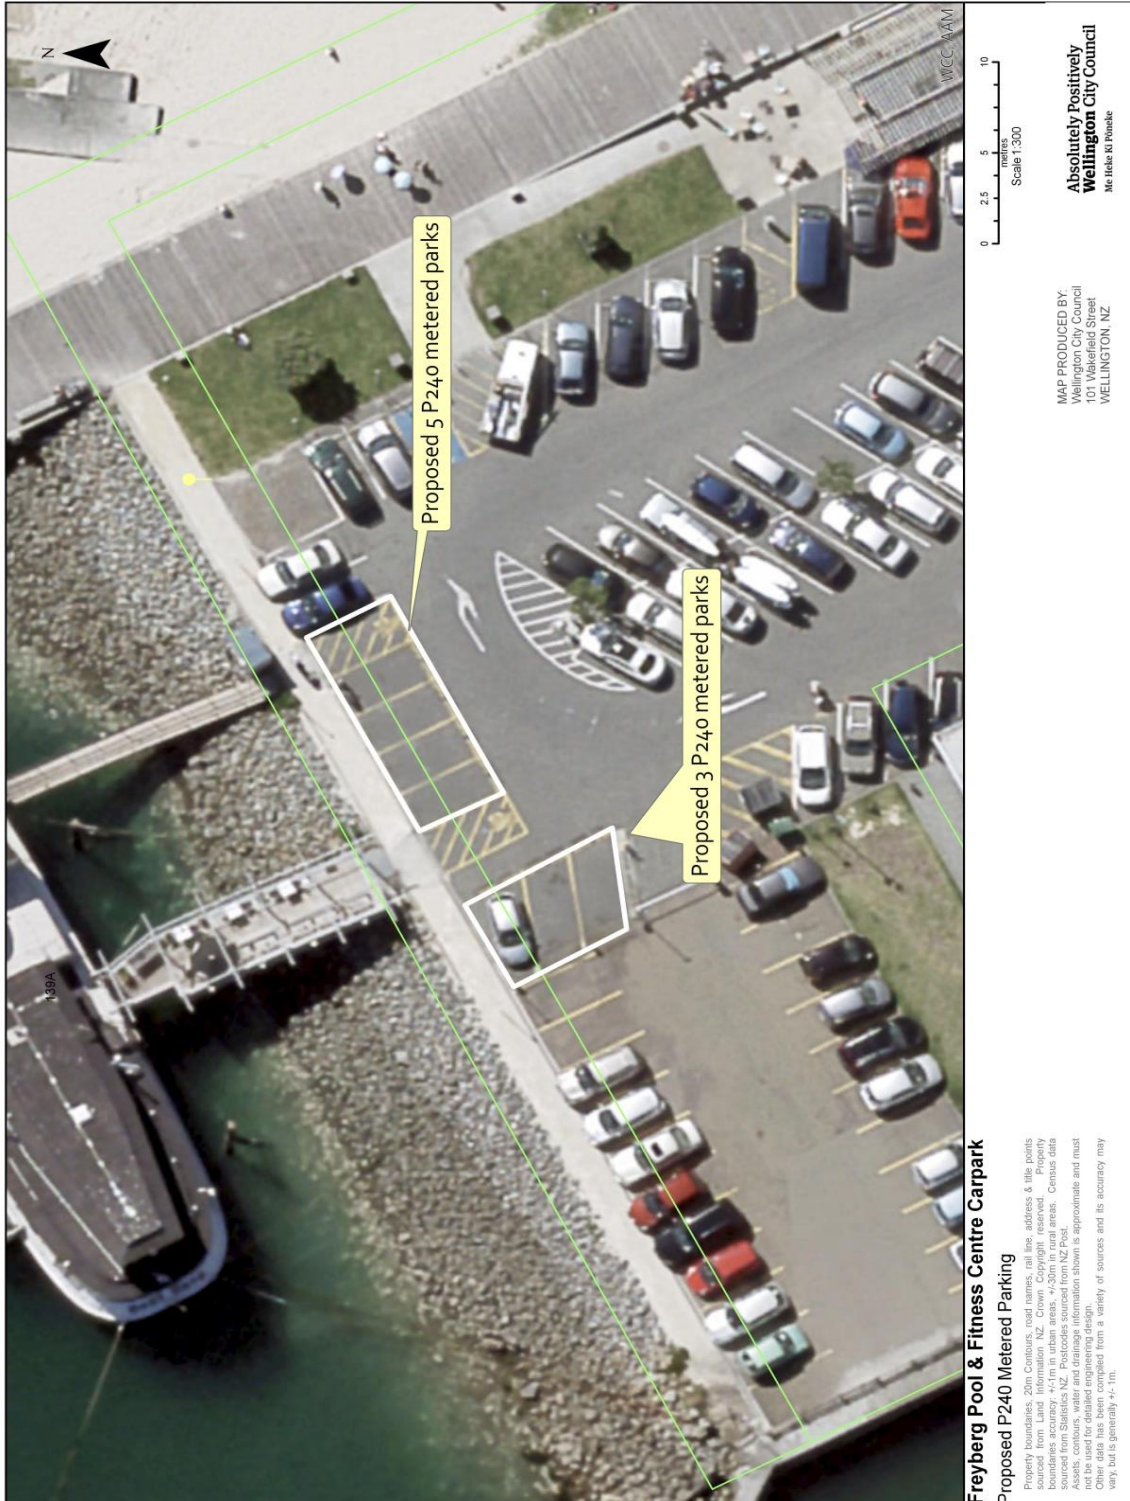 N
WCC, AAM
139A
Proposed 5 P240 metered parks
Proposed 3 P240 metered parks
Freyberg Pool & Fitness Centre Carpark
Proposed P240 Metered Parking
Property boundaries, 20m Contours, road names, rail line, address & title points
sourced from Land Information NZ. Crown Copyright reserved. Property
boundaries accuracy: +/-1m in urban areas, +/-30m in rural areas. Census data
sourced from Statistics NZ. Postcodes sourced from NZ Post.
Assets, contours, water and drainage information shown is approximate and must
not be used for detailed engineering design.
Other data has been compiled from a variety of sources and its accuracy may
vary, but is generally +/- 1m.
MAP PRODUCED BY:
Wellington City Council
101 Wakefield Street
WELLINGTON, NZ
0 2.5 5 10
metres
Scale 1:300
Absolutely Positively
Wellington City Council
Me Heke Ki Pōneke